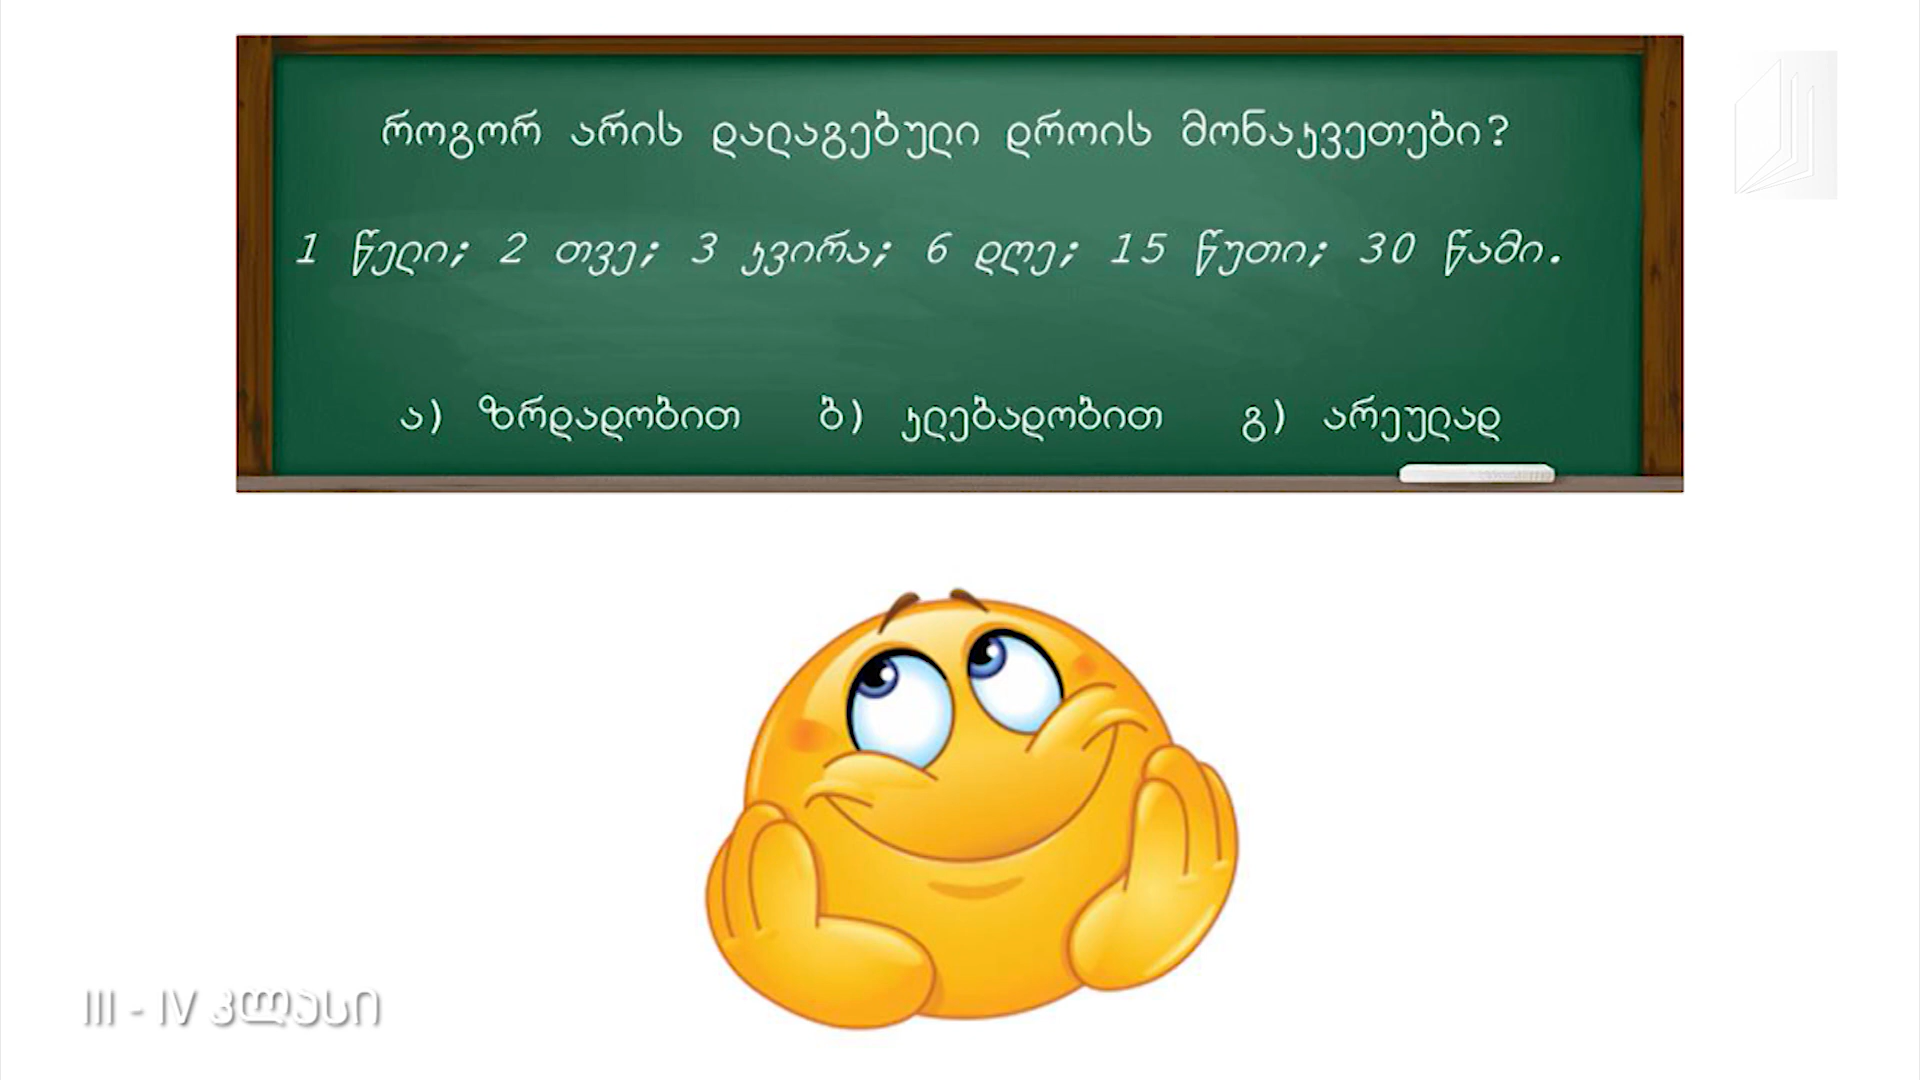 როგორ არის დალაგებული დროის მონაკვეთები?
1 წელი; 2 თვე; 3 კვირა; 6 დღე; 15 წუთი; 30 წამი.
ა) ზრდადობით ბ) კლებადობით გ) არეულად
III - IV კლასი